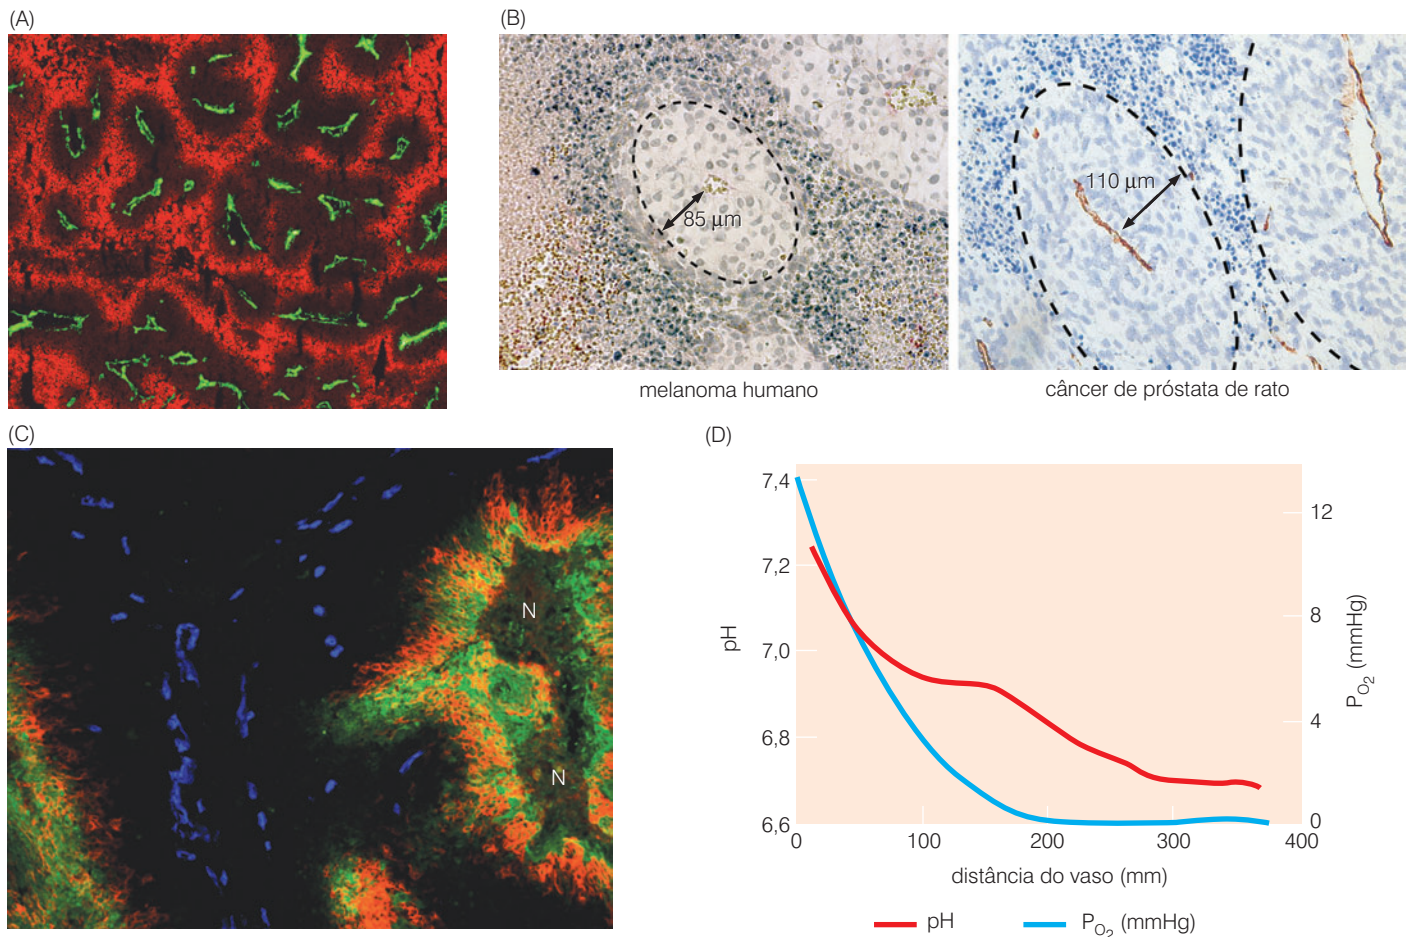 (A)
(B)
85 µm
110 µm
melanoma humano
câncer de próstata de rato
(C)
N
N
(D)
7,4
7,2
7,0
6,8
6,6
pH
12
8
4
0
P O2 (mmHg)
0 100 200 300 400
distância do vaso (mm)
pH P O2 (mmHg)